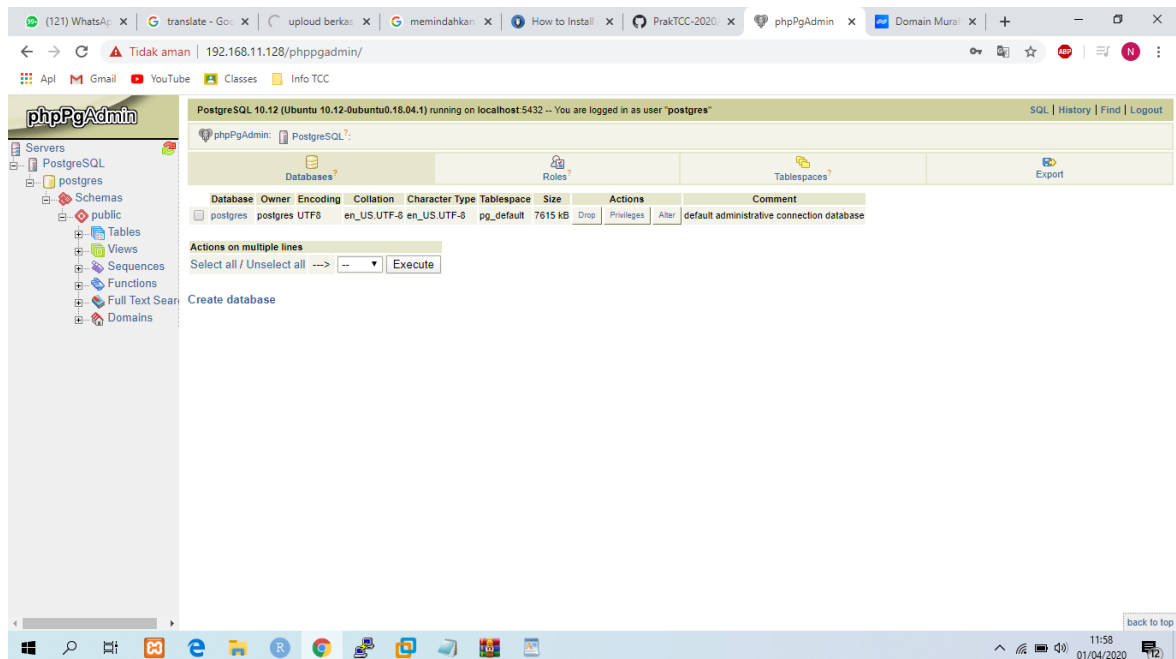 (121) WhatsAp
translate - Goo
uploud berkas
memindahkan
How to Install
PrakTCC-2020/
phpPgAdmin
Domain Mural
Tidak aman | 192.168.11.128/phppgadmin/
ABP
N
Apl Gmail YouTube Classes Info TCC
phpPgAdmin
PostgreSQL 10.12 (Ubuntu 10.12-0ubuntu0.18.04.1) running on localhost:5432 -- You are logged in as user "postgres"
SQL | History | Find | Logout
phpPgAdmin: PostgreSQL?:
Servers
PostgreSQL
postgres
Schemas
public
Tables
Views
Sequences
Functions
Full Text Sear
Domains
Databases? Roles? Tablespaces? Export
Database Owner Encoding Collation Character Type Tablespace Size Actions Comment
postgres postgres UTF8 en_US.UTF-8 en_US.UTF-8 pg_default 7615 kB Drop Privileges Alter default administrative connection database
Actions on multiple lines
Select all / Unselect all ---> -- Execute
Create database
back to top
11:58
01/04/2020
12